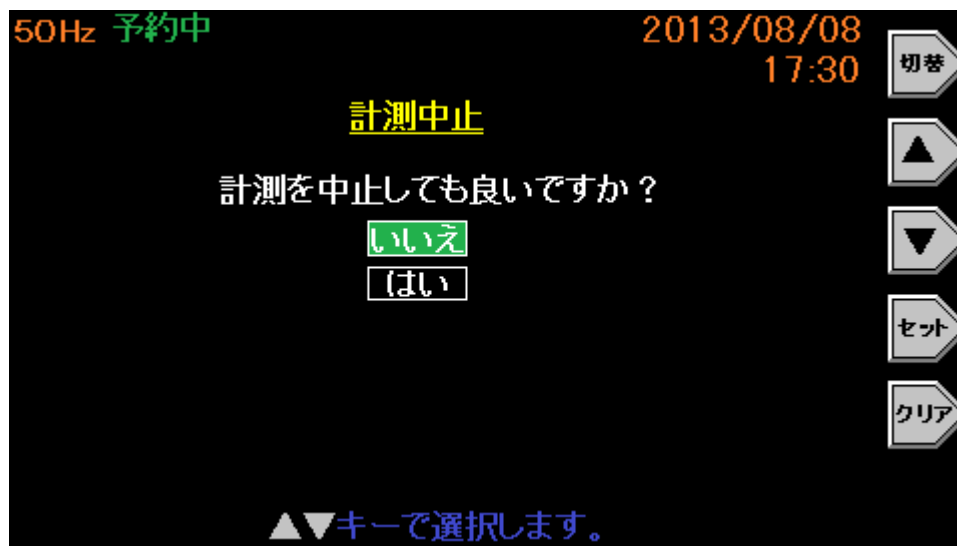 50Hz 予約中
2013/08/08
17:30
計測中止
計測を中止しても良いですか？
いいえ
はい
▲▼キーで選択します。
切替
▲
▼
セット
クリア